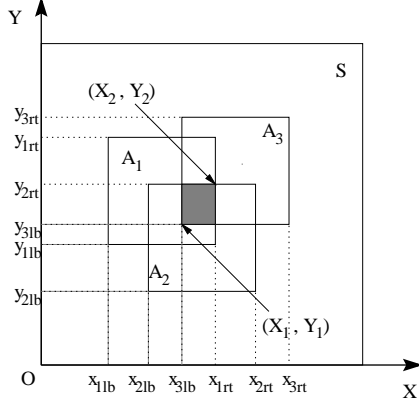 Y
S
(X2 , Y2)
y3rt
A3
y1rt
A1
y2rt
y3lb
y1lb
A2
y2lb
(X1 , Y1)
O
x1lb x2lb x3lb x1rt x2rt x3rt
X